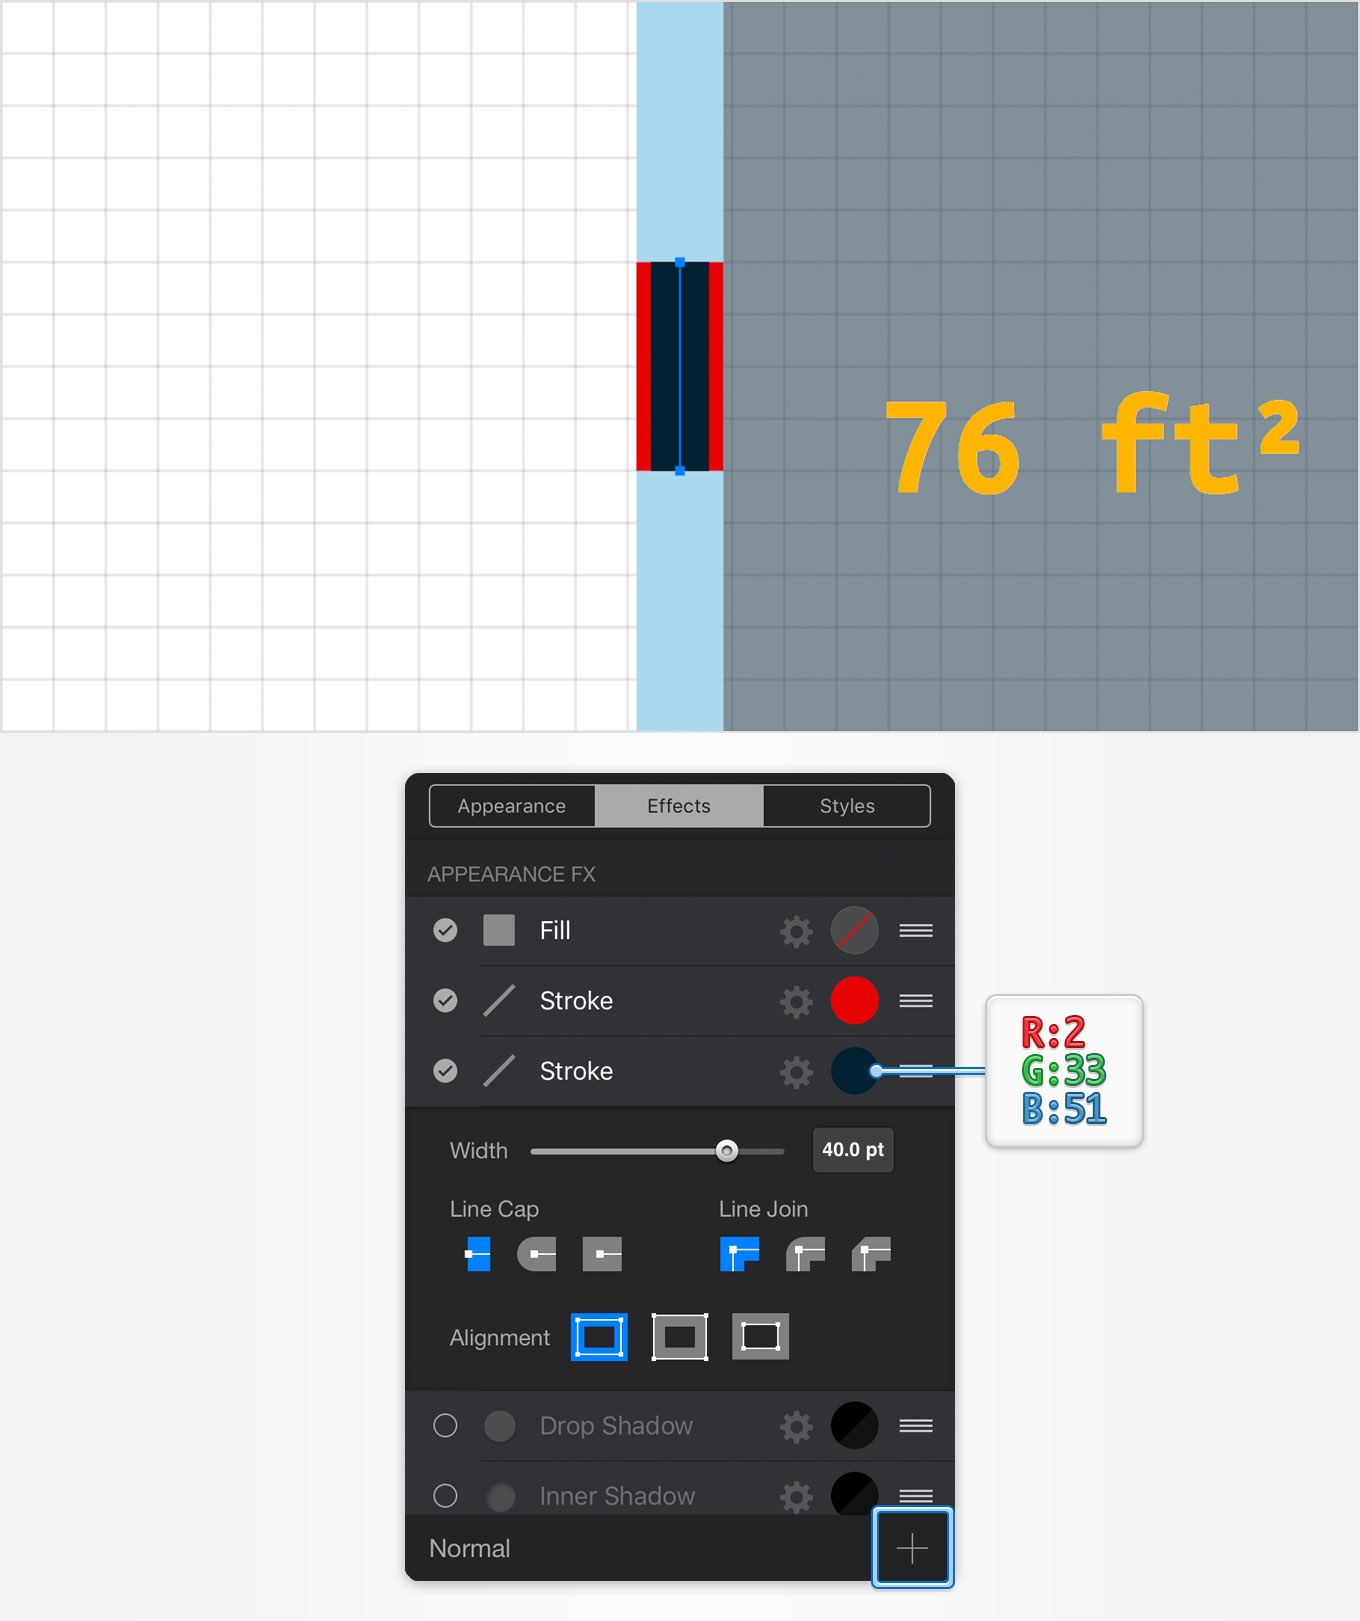 76 ft²
Appearance Effects Styles
APPEARANCE FX
Fill
Stroke
Stroke
R:2
G:33
B:51
Width 40.0 pt
Line Cap Line Join
Alignment
Drop Shadow
Inner Shadow
Normal